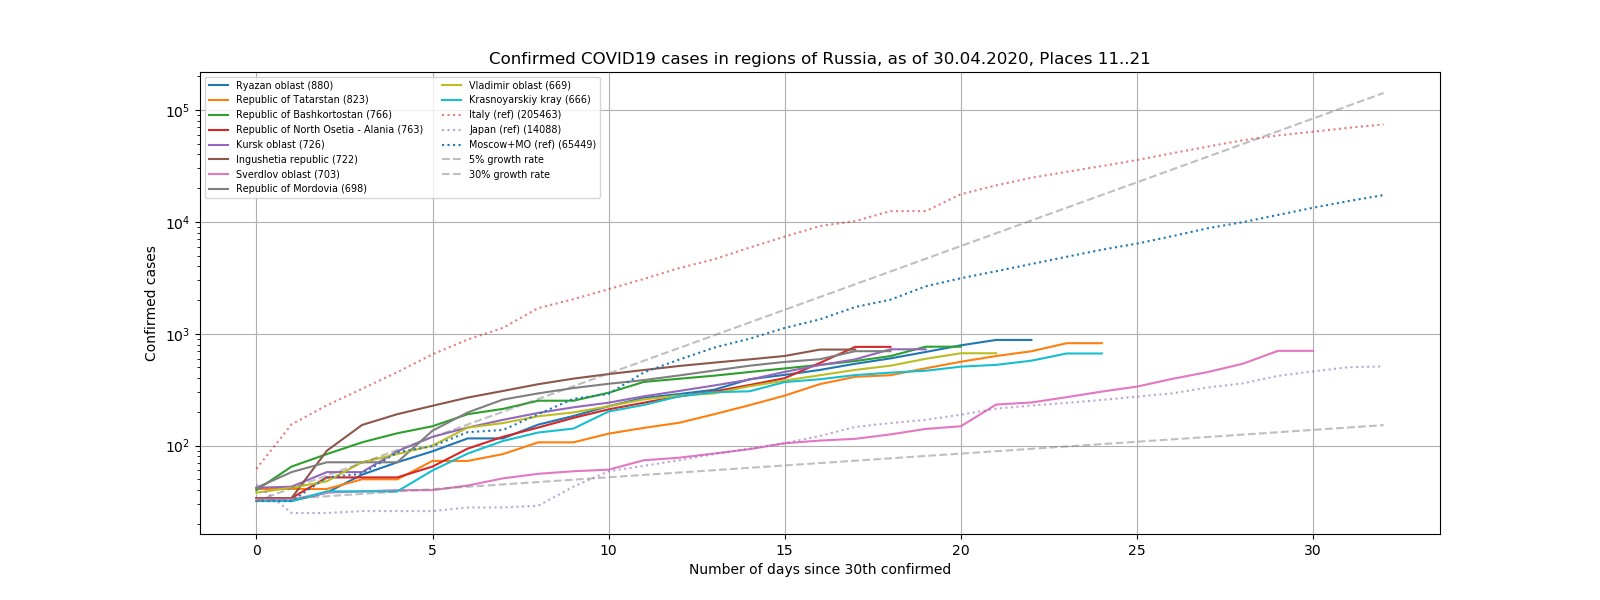 Confirmed COVID19 cases in regions of Russia, as of 30.04.2020, Places 11..21
Ryazan oblast (880)
Republic of Tatarstan (823)
Republic of Bashkortostan (766)
Republic of North Osetia - Alania (763)
Kursk oblast (726)
Ingushetia republic (722)
Sverdlov oblast (703)
Republic of Mordovia (698)
Vladimir oblast (669)
Krasnoyarskiy kray (666)
Italy (ref) (205463)
Japan (ref) (14088)
Moscow+MO (ref) (65449)
5% growth rate
30% growth rate
Confirmed cases
10⁵
10⁴
10³
10²
0 5 10 15 20 25 30
Number of days since 30th confirmed